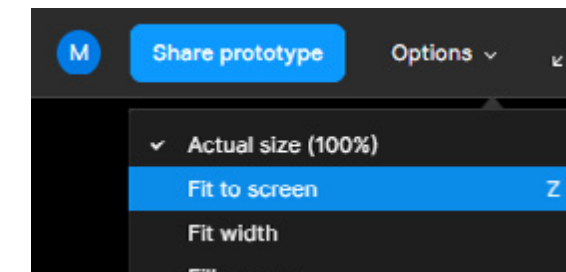 M Share prototype Options
Actual size (100%)
Fit to screen Z
Fit width